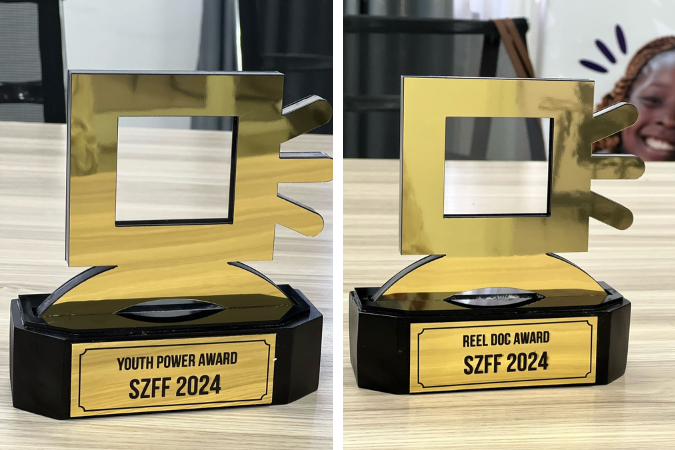 YOUTH POWER AWARD
SZFF 2024
REEL DOC AWARD
SZFF 2024